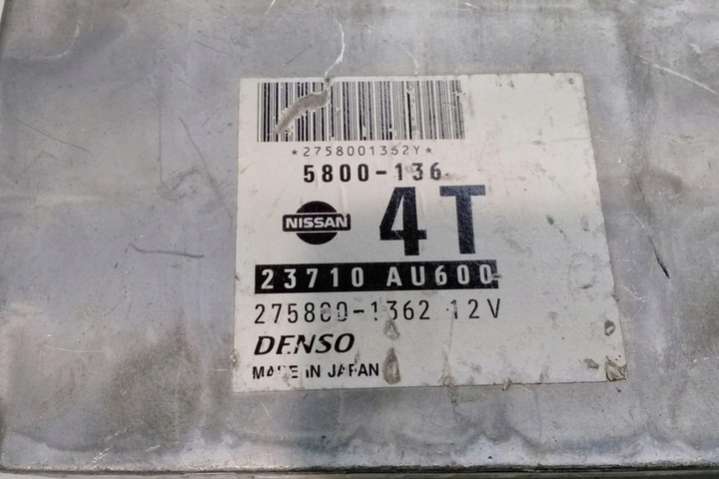 *2758001362Y*
5800-136
NISSAN 4T
23710 AU600
275800-1362 12V
DENSO
MADE IN JAPAN